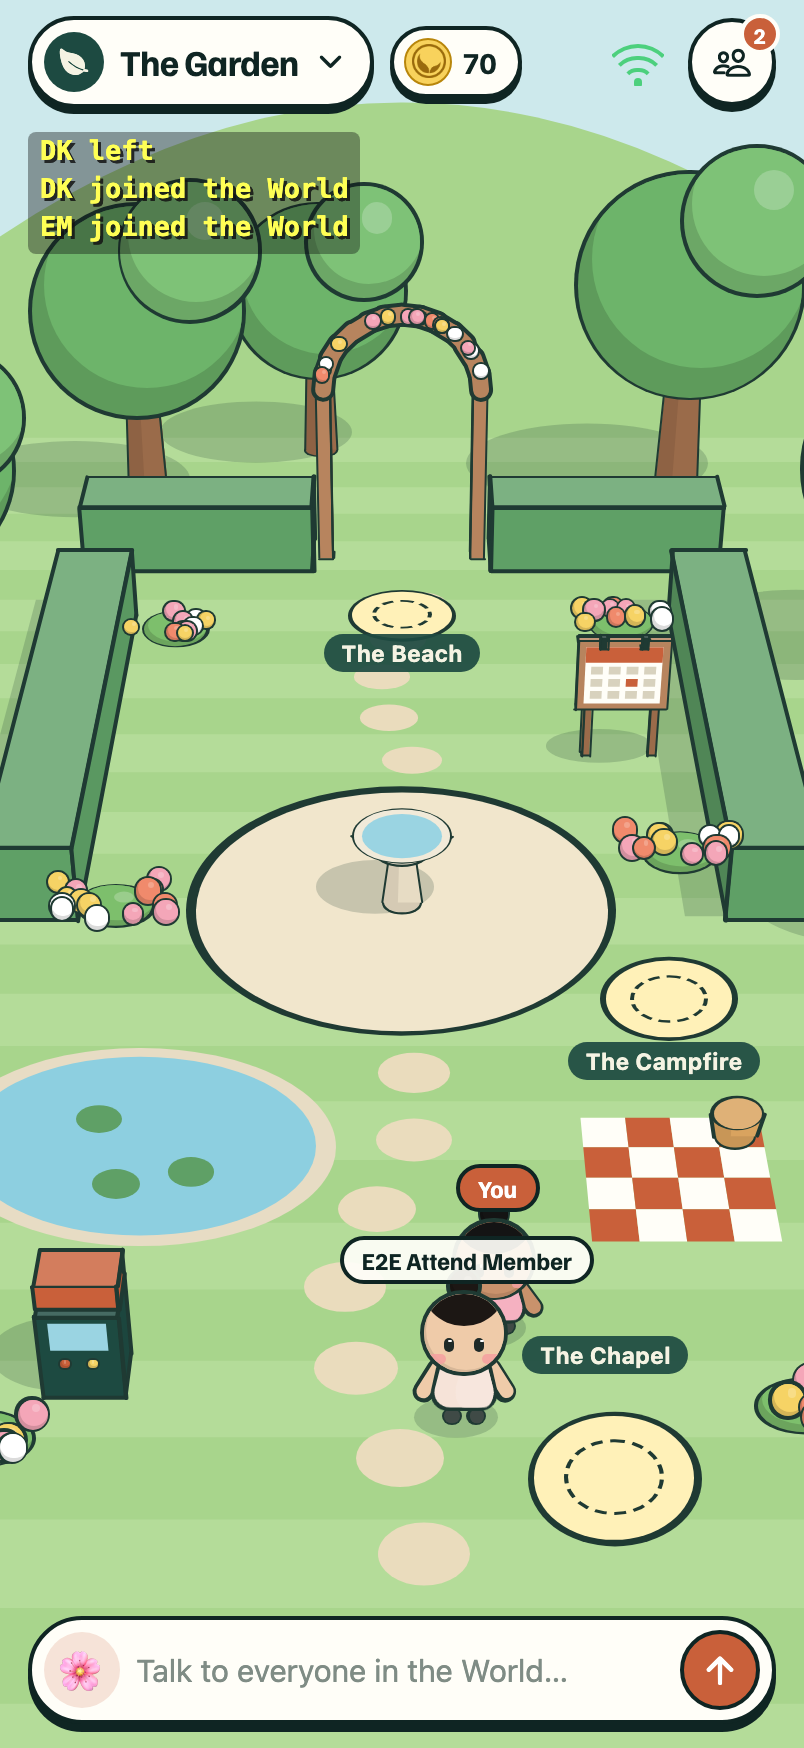 The Garden
70
2
DK left
DK joined the World
EM joined the World
The Beach
The Campfire
You
E2E Attend Member
The Chapel
Talk to everyone in the World...